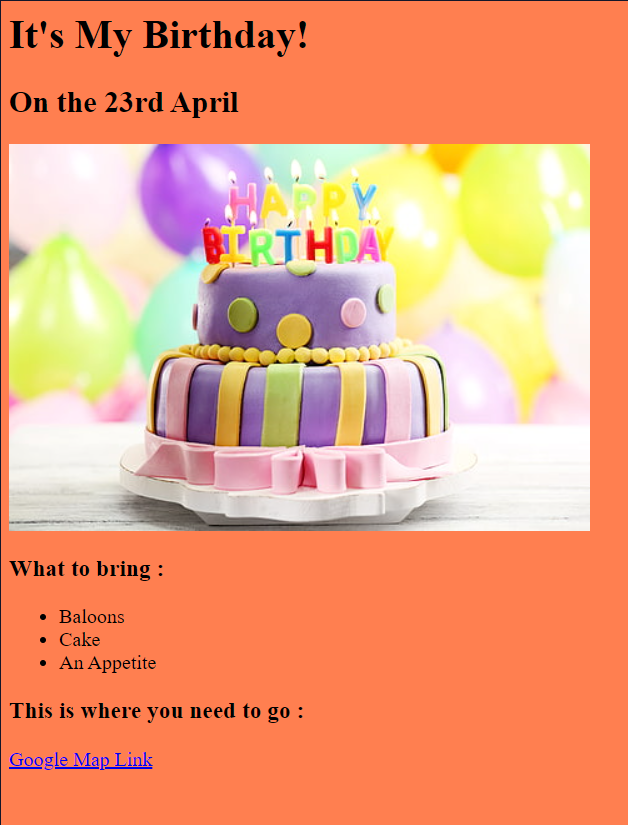 It's My Birthday!
On the 23rd April
HAPPY
BIRTHDAY
What to bring :
Baloons
Cake
An Appetite
This is where you need to go :
Google Map Link